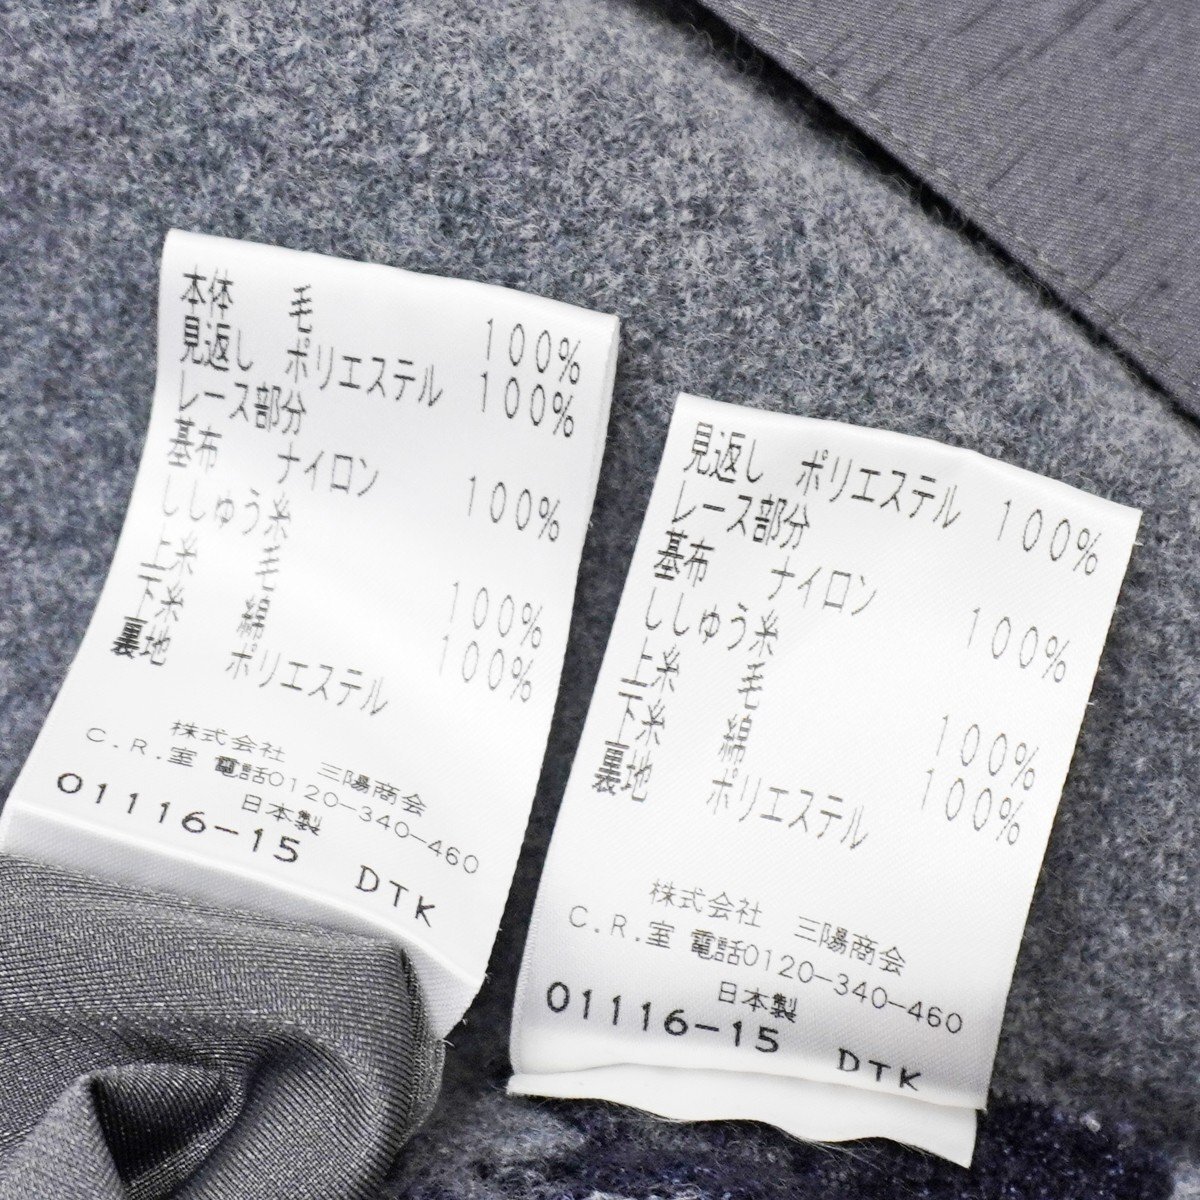 本体 毛 100%
見返し ポリエステル 100%
レース部分
基布 ナイロン 100%
ししゅう糸
上糸 毛 100%
下糸 綿 100%
裏地 ポリエステル
株式会社 三陽商会
C.R.室 電話0120-340-460
日本製
01116-15 DTK
見返し ポリエステル 100%
レース部分
基布 ナイロン 100%
ししゅう糸
上糸 毛 100%
下糸 綿 100%
裏地 ポリエステル
株式会社 三陽商会
C.R.室 電話0120-340-460
日本製
01116-15 DTK